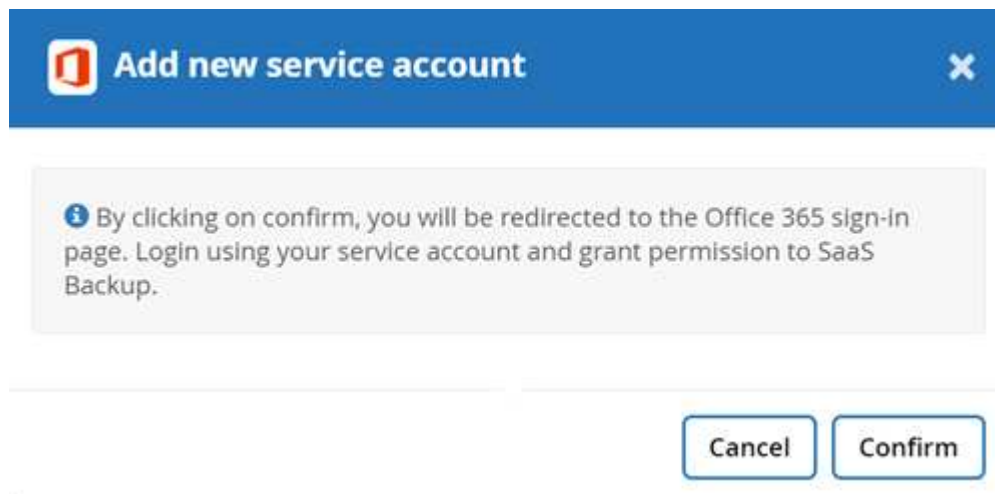 Add new service account
By clicking on confirm, you will be redirected to the Office 365 sign-in
page. Login using your service account and grant permission to SaaS
Backup.
Cancel Confirm